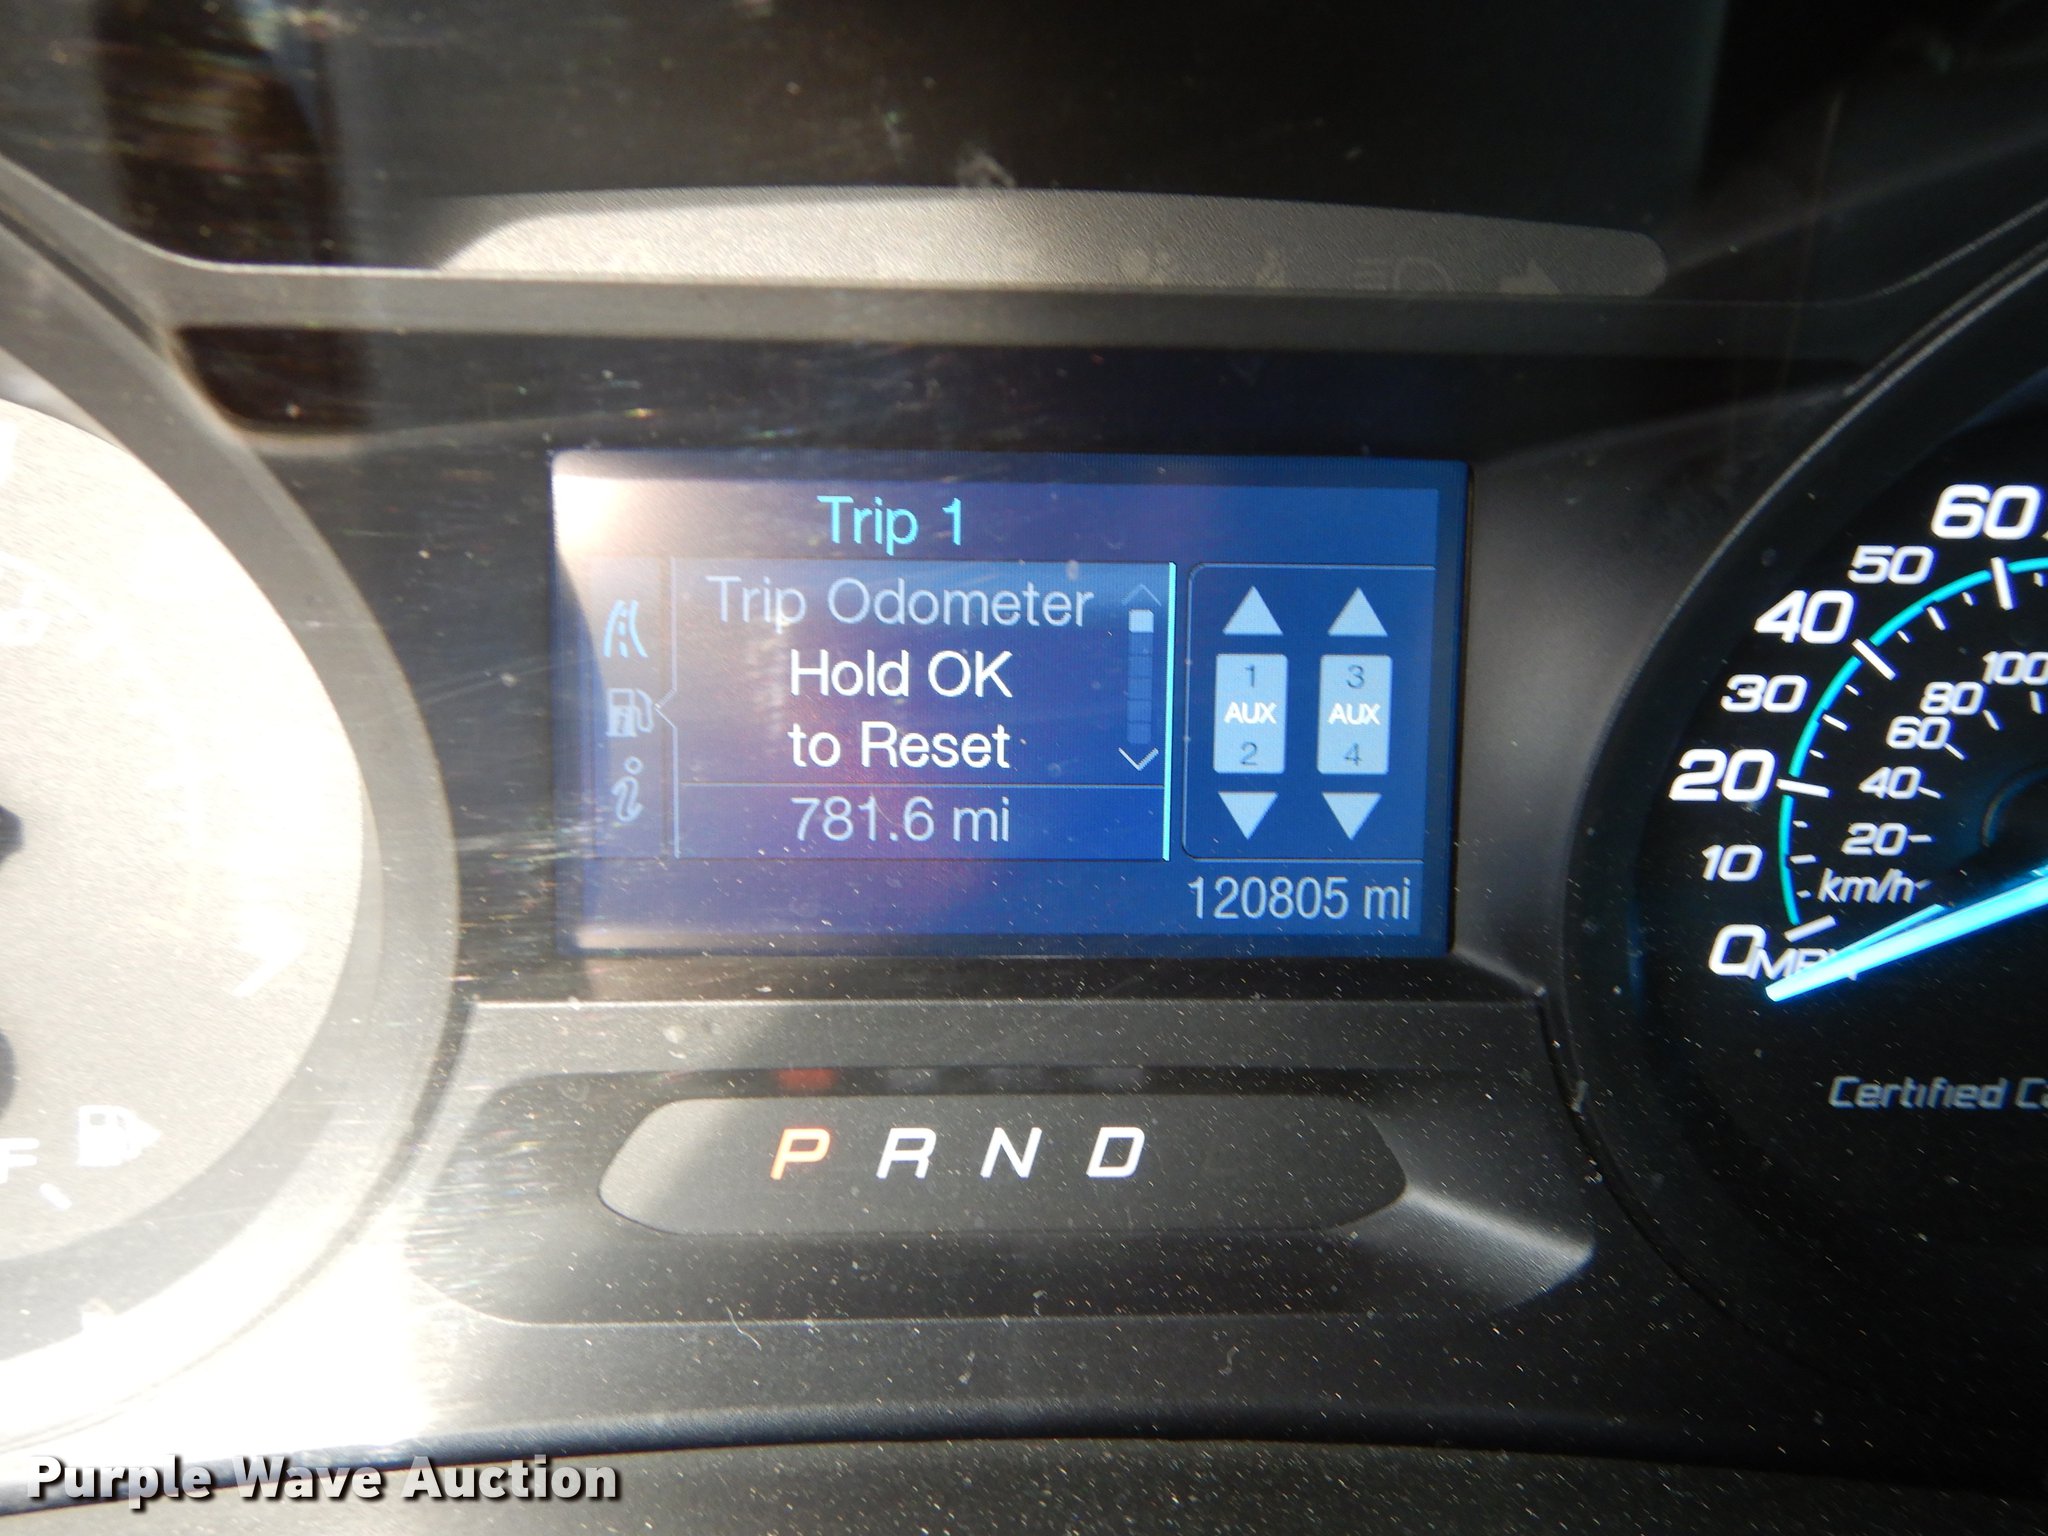 Trip 1
Trip Odometer
Hold OK
to Reset
781.6 mi
1
AUX
2
3
AUX
4
120805 mi
60
50
40
30
20
10
0
100
80
60
40
20
km/h
Certified
F
P R N D
Purple Wave Auction